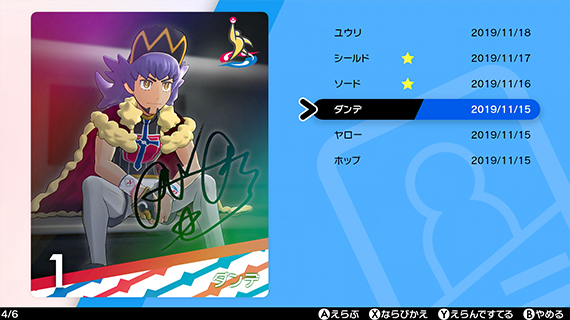 ユウリ 2019/11/18
シールド 2019/11/17
ソード 2019/11/16
ダンデ 2019/11/15
ヤロー 2019/11/15
ホップ 2019/11/15
1
ダンデ
4/6 Aえらぶ Xならびかえ Yえらんですてる Bやめる